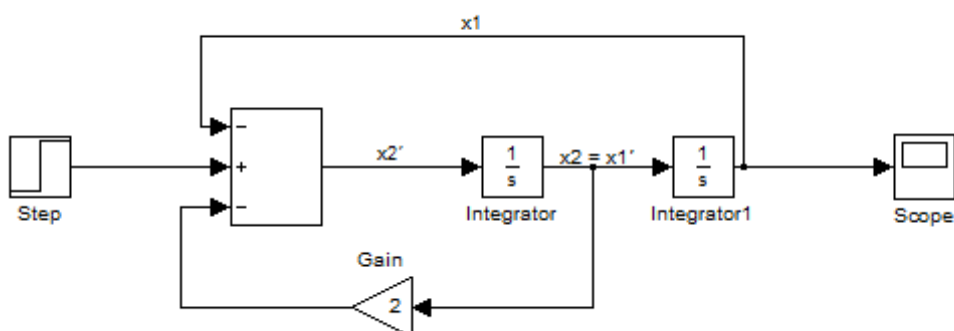 x1
−
+
−
x2′
1
s
x2 = x1′
1
s
Step
Integrator
Integrator1
Scope
Gain
2